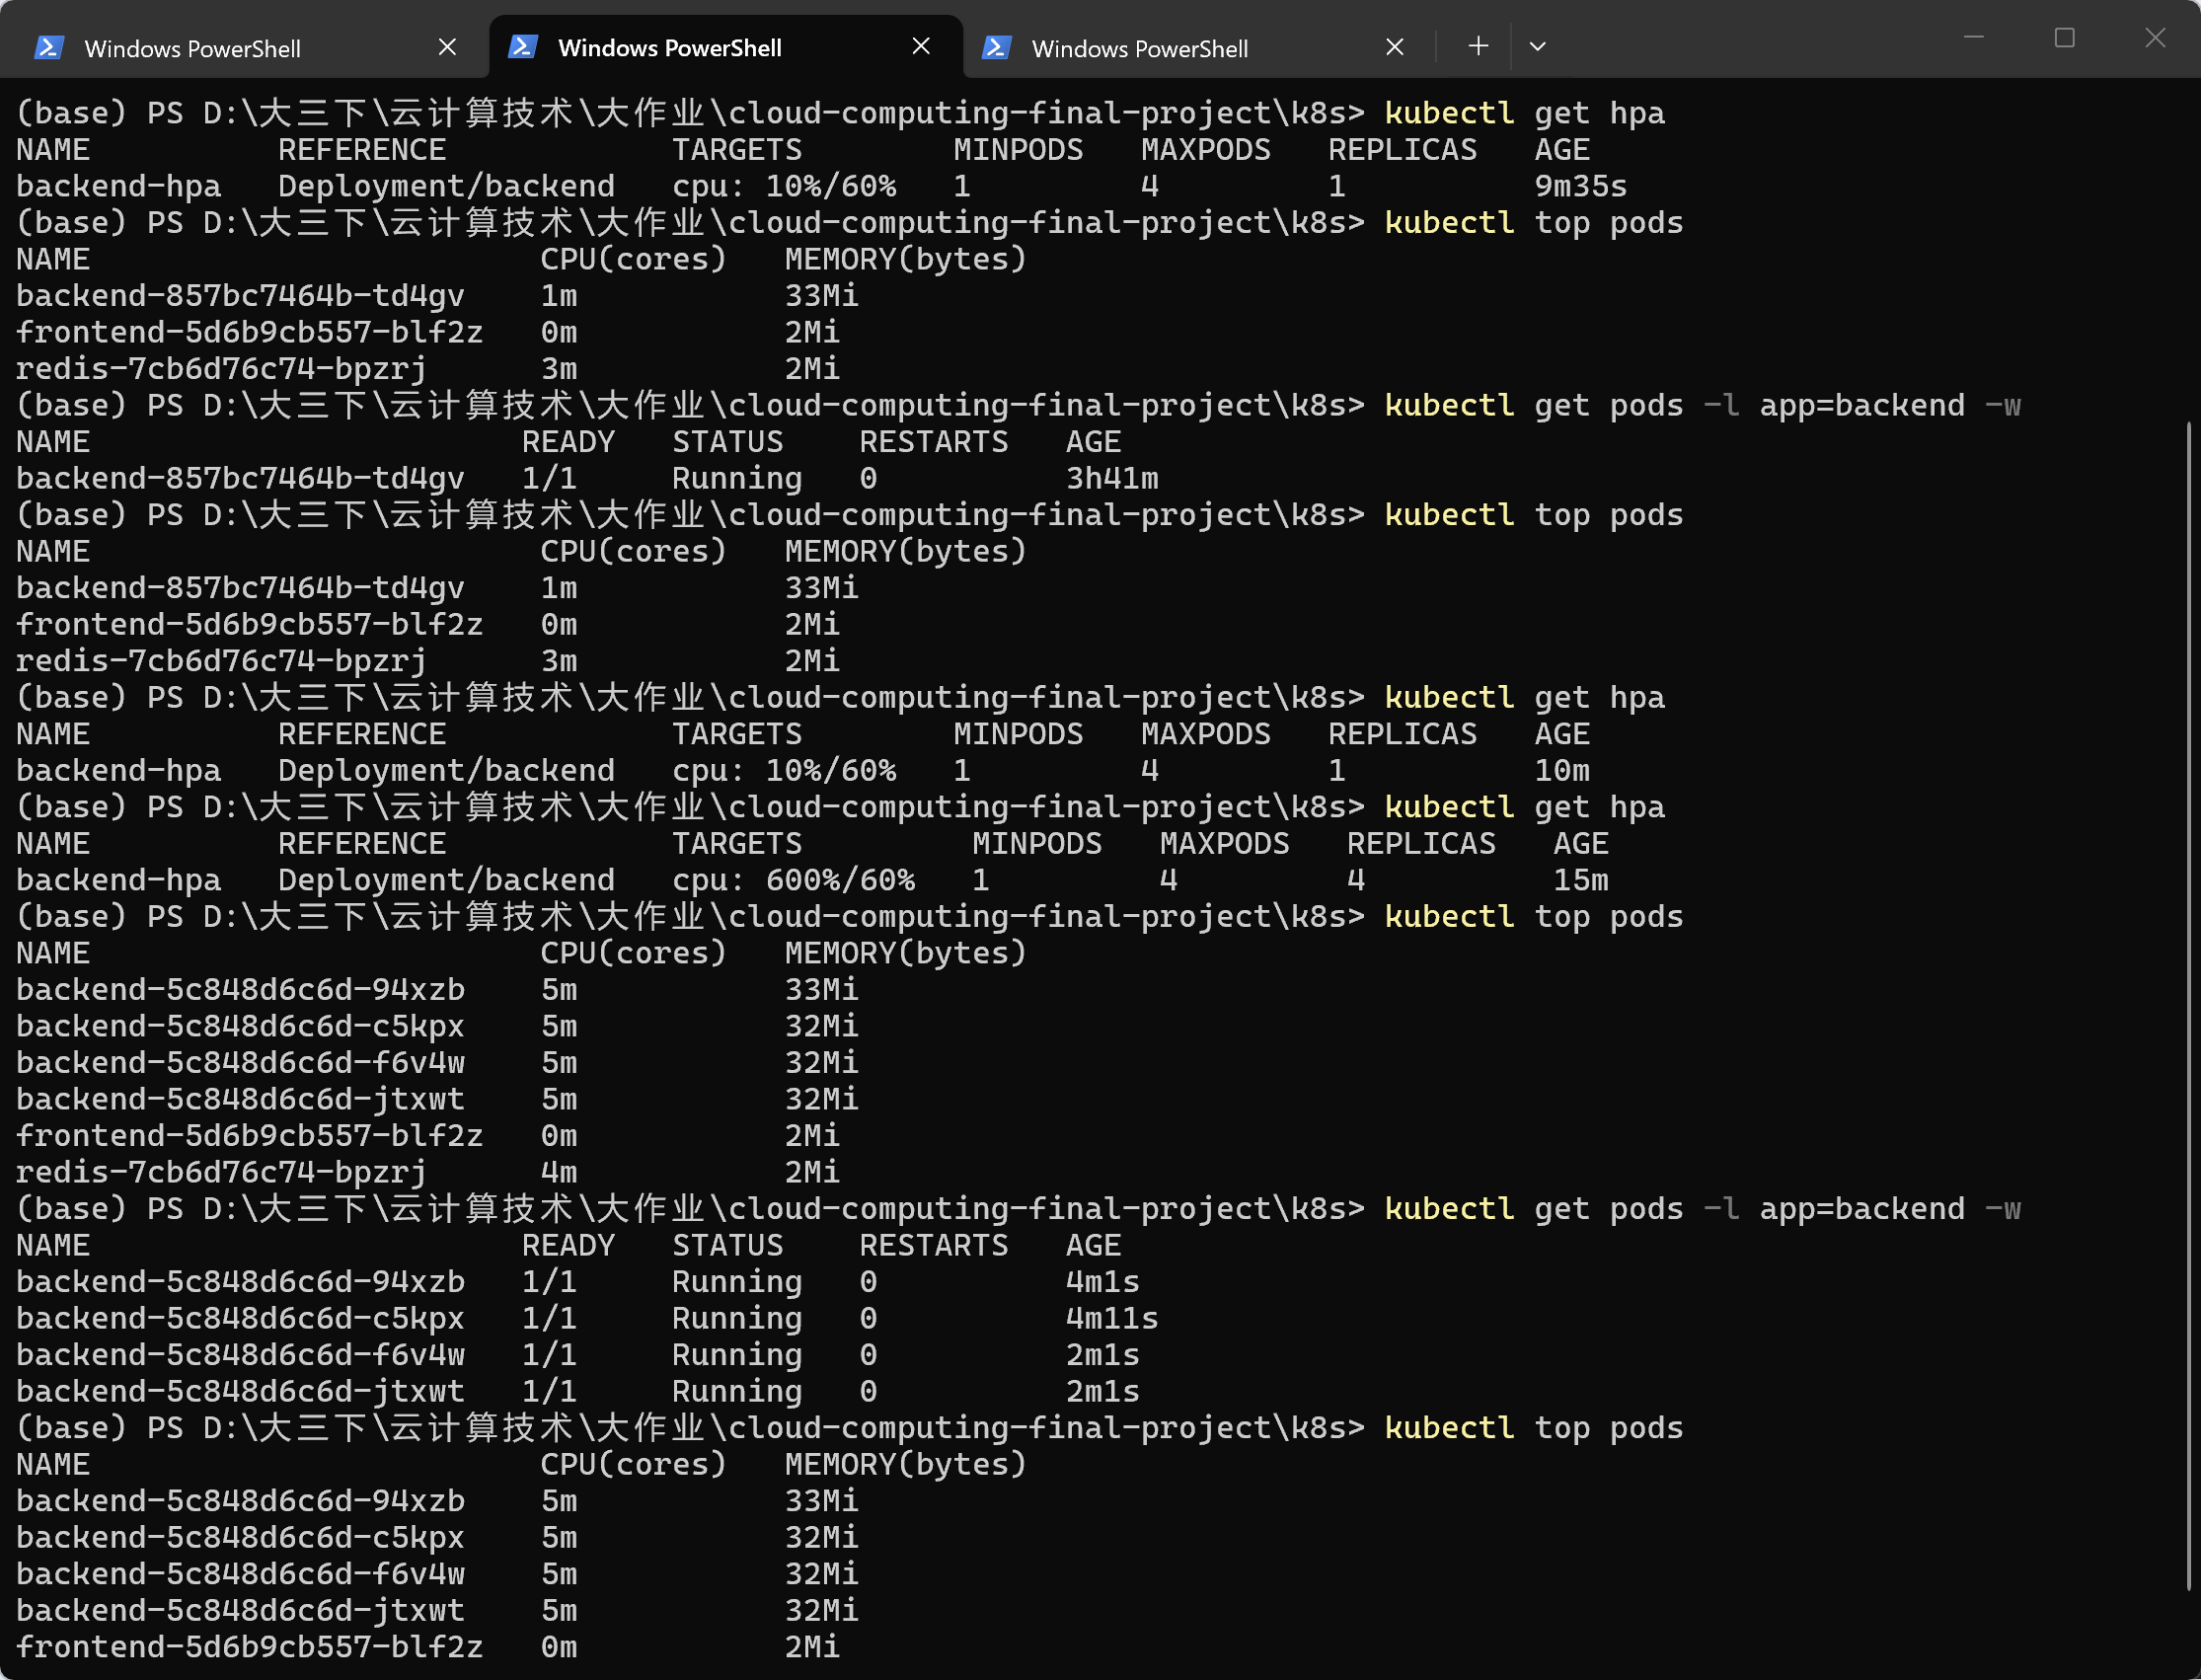 Windows PowerShell
Windows PowerShell
Windows PowerShell
(base) PS D:\大三下\云计算技术\大作业\cloud-computing-final-project\k8s> kubectl get hpa
NAME REFERENCE TARGETS MINPODS MAXPODS REPLICAS AGE
backend-hpa Deployment/backend cpu: 10%/60% 1 4 1 9m35s
(base) PS D:\大三下\云计算技术\大作业\cloud-computing-final-project\k8s> kubectl top pods
NAME CPU(cores) MEMORY(bytes)
backend-857bc7464b-td4gv 1m 33Mi
frontend-5d6b9cb557-blf2z 0m 2Mi
redis-7cb6d76c74-bpzrj 3m 2Mi
(base) PS D:\大三下\云计算技术\大作业\cloud-computing-final-project\k8s> kubectl get pods -l app=backend -w
NAME READY STATUS RESTARTS AGE
backend-857bc7464b-td4gv 1/1 Running 0 3h41m
(base) PS D:\大三下\云计算技术\大作业\cloud-computing-final-project\k8s> kubectl top pods
NAME CPU(cores) MEMORY(bytes)
backend-857bc7464b-td4gv 1m 33Mi
frontend-5d6b9cb557-blf2z 0m 2Mi
redis-7cb6d76c74-bpzrj 3m 2Mi
(base) PS D:\大三下\云计算技术\大作业\cloud-computing-final-project\k8s> kubectl get hpa
NAME REFERENCE TARGETS MINPODS MAXPODS REPLICAS AGE
backend-hpa Deployment/backend cpu: 10%/60% 1 4 1 10m
(base) PS D:\大三下\云计算技术\大作业\cloud-computing-final-project\k8s> kubectl get hpa
NAME REFERENCE TARGETS MINPODS MAXPODS REPLICAS AGE
backend-hpa Deployment/backend cpu: 600%/60% 1 4 4 15m
(base) PS D:\大三下\云计算技术\大作业\cloud-computing-final-project\k8s> kubectl top pods
NAME CPU(cores) MEMORY(bytes)
backend-5c848d6c6d-94xzb 5m 33Mi
backend-5c848d6c6d-c5kpx 5m 32Mi
backend-5c848d6c6d-f6v4w 5m 32Mi
backend-5c848d6c6d-jtxwt 5m 32Mi
frontend-5d6b9cb557-blf2z 0m 2Mi
redis-7cb6d76c74-bpzrj 4m 2Mi
(base) PS D:\大三下\云计算技术\大作业\cloud-computing-final-project\k8s> kubectl get pods -l app=backend -w
NAME READY STATUS RESTARTS AGE
backend-5c848d6c6d-94xzb 1/1 Running 0 4m1s
backend-5c848d6c6d-c5kpx 1/1 Running 0 4m11s
backend-5c848d6c6d-f6v4w 1/1 Running 0 2m1s
backend-5c848d6c6d-jtxwt 1/1 Running 0 2m1s
(base) PS D:\大三下\云计算技术\大作业\cloud-computing-final-project\k8s> kubectl top pods
NAME CPU(cores) MEMORY(bytes)
backend-5c848d6c6d-94xzb 5m 33Mi
backend-5c848d6c6d-c5kpx 5m 32Mi
backend-5c848d6c6d-f6v4w 5m 32Mi
backend-5c848d6c6d-jtxwt 5m 32Mi
frontend-5d6b9cb557-blf2z 0m 2Mi